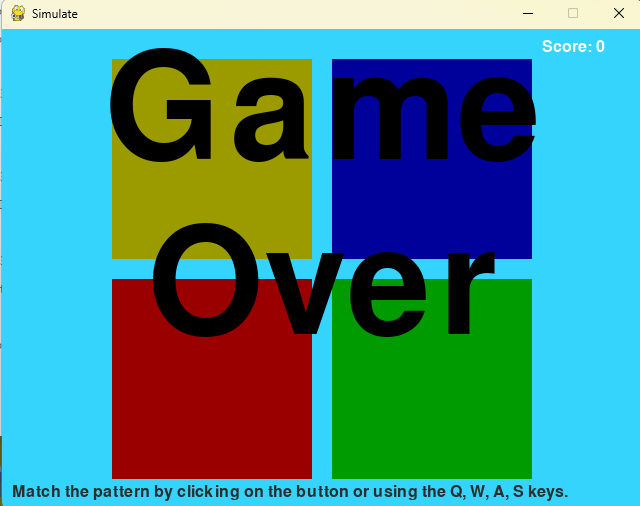 Simulate
Score: 0
Game
Over
Match the pattern by clicking on the button or using the Q, W, A, S keys.